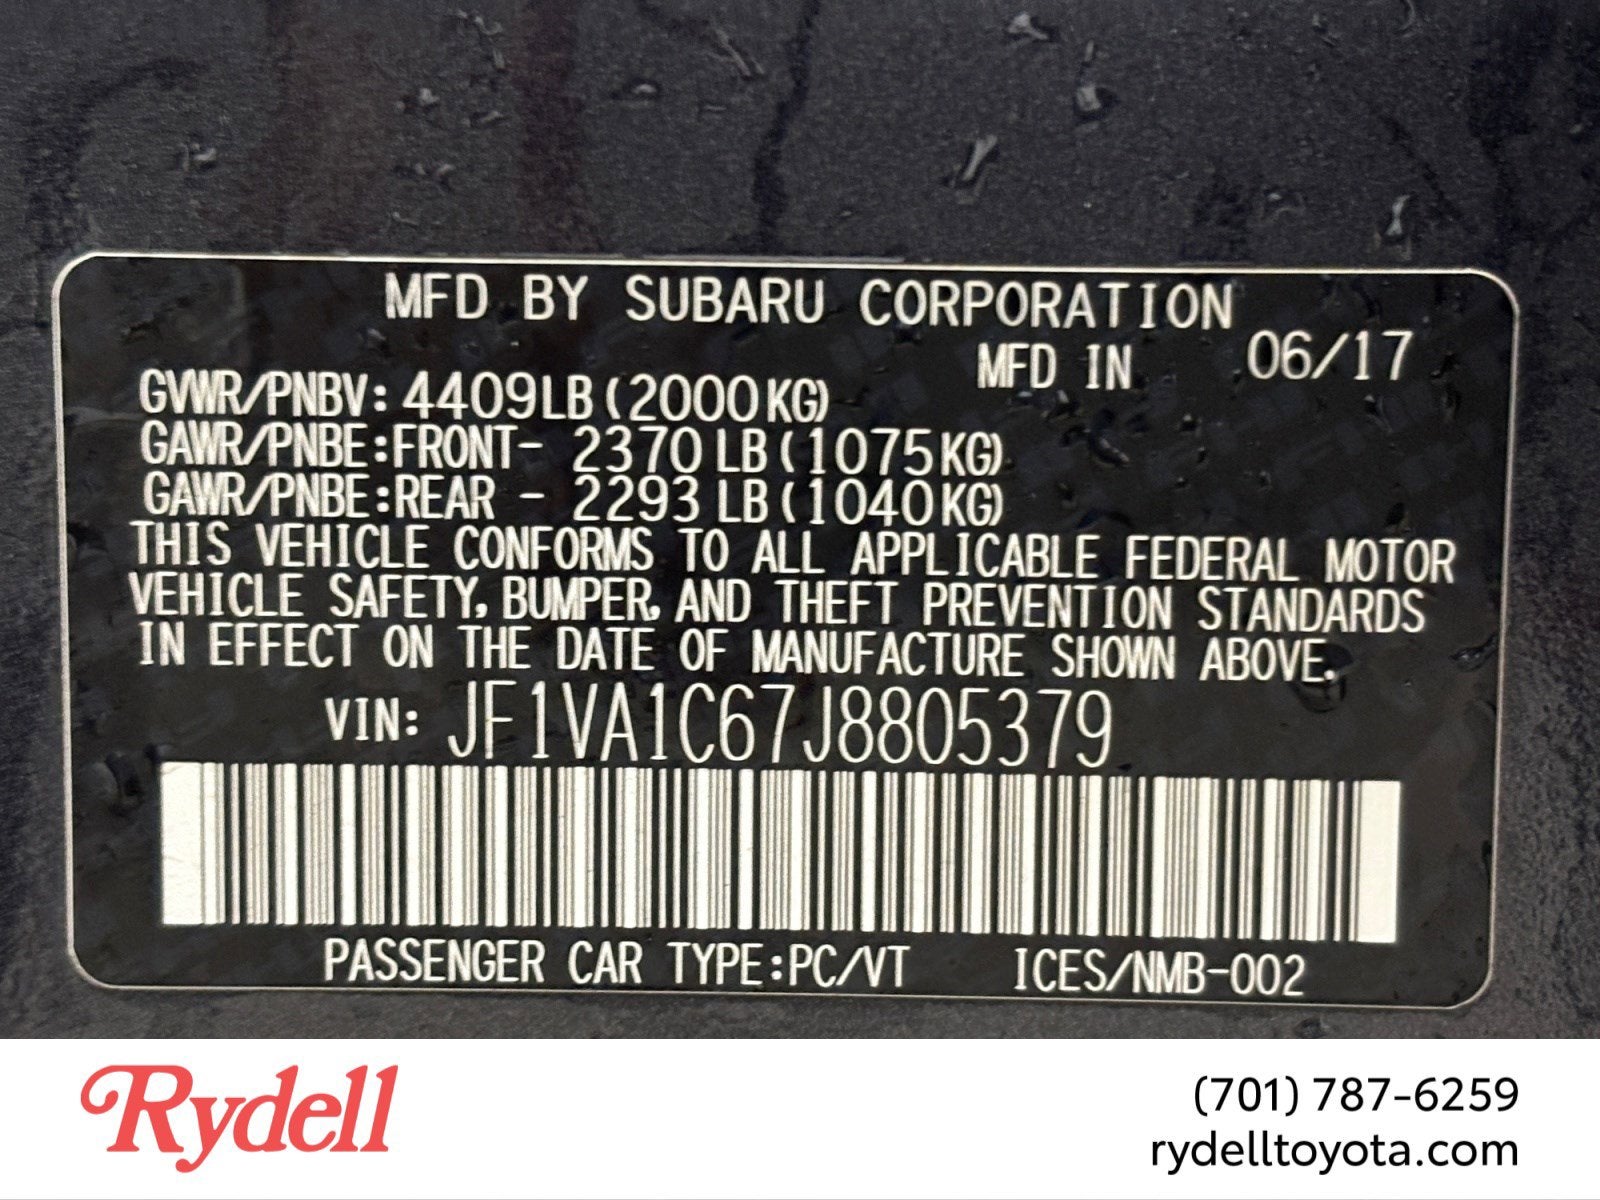 MFD BY SUBARU CORPORATION
MFD IN 06/17
GVWR/PNBV: 4409LB (2000KG)
GAWR/PNBE:FRONT- 2370 LB (1075KG)
GAWR/PNBE:REAR - 2293 LB (1040KG)
THIS VEHICLE CONFORMS TO ALL APPLICABLE FEDERAL MOTOR
VEHICLE SAFETY, BUMPER, AND THEFT PREVENTION STANDARDS
IN EFFECT ON THE DATE OF MANUFACTURE SHOWN ABOVE.
VIN: JF1VA1C67J8805379
PASSENGER CAR TYPE:PC/VT ICES/NMB-002
Rydell
(701) 787-6259
rydelltoyota.com